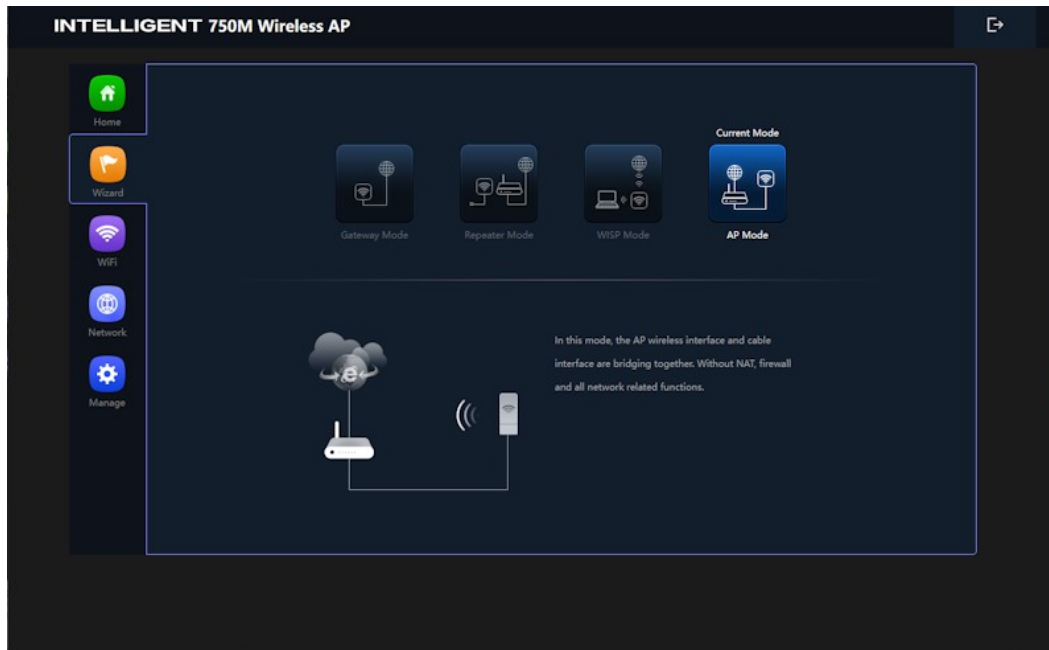 INTELLIGENT 750M Wireless AP
Home
Wizard
WiFi
Network
Manage
Current Mode
Gateway Mode
Repeater Mode
WISP Mode
AP Mode
In this mode, the AP wireless interface and cable
interface are bridging together. Without NAT, firewall
and all network related functions.